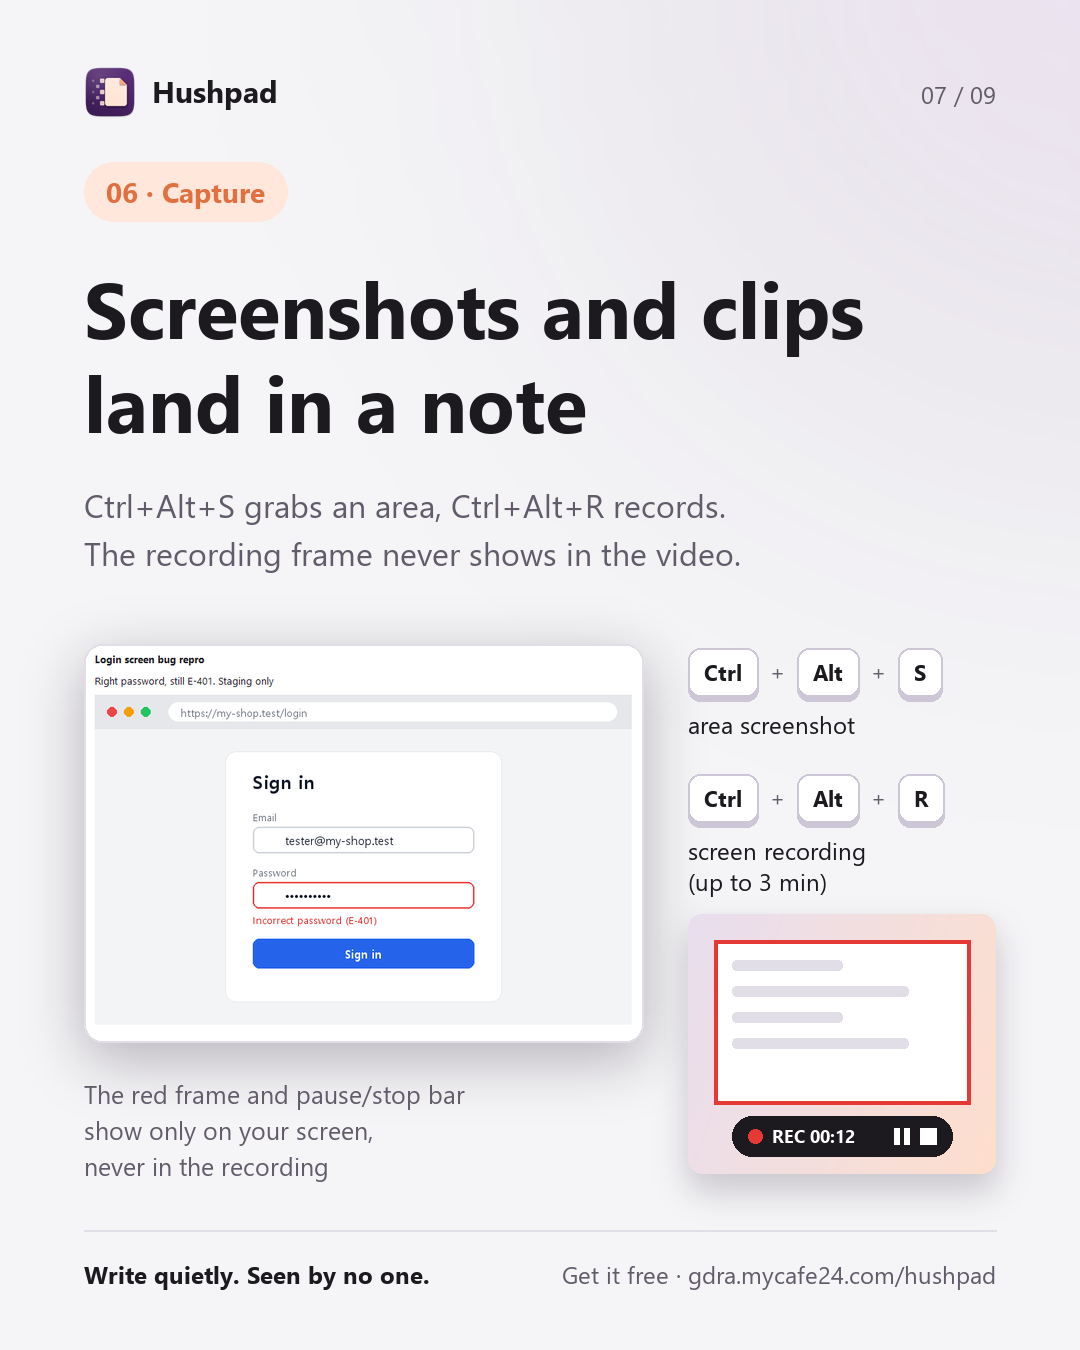 Hushpad
07 / 09
06 · Capture
Screenshots and clips
land in a note
Ctrl+Alt+S grabs an area, Ctrl+Alt+R records.
The recording frame never shows in the video.
Login screen bug repro
Right password, still E-401. Staging only
https://my-shop.test/login
Sign in
Email
tester@my-shop.test
Password
••••••••••
Incorrect password (E-401)
Sign in
Ctrl + Alt + S
area screenshot
Ctrl + Alt + R
screen recording
(up to 3 min)
REC 00:12
The red frame and pause/stop bar
show only on your screen,
never in the recording
Write quietly. Seen by no one.
Get it free · gdra.mycafe24.com/hushpad